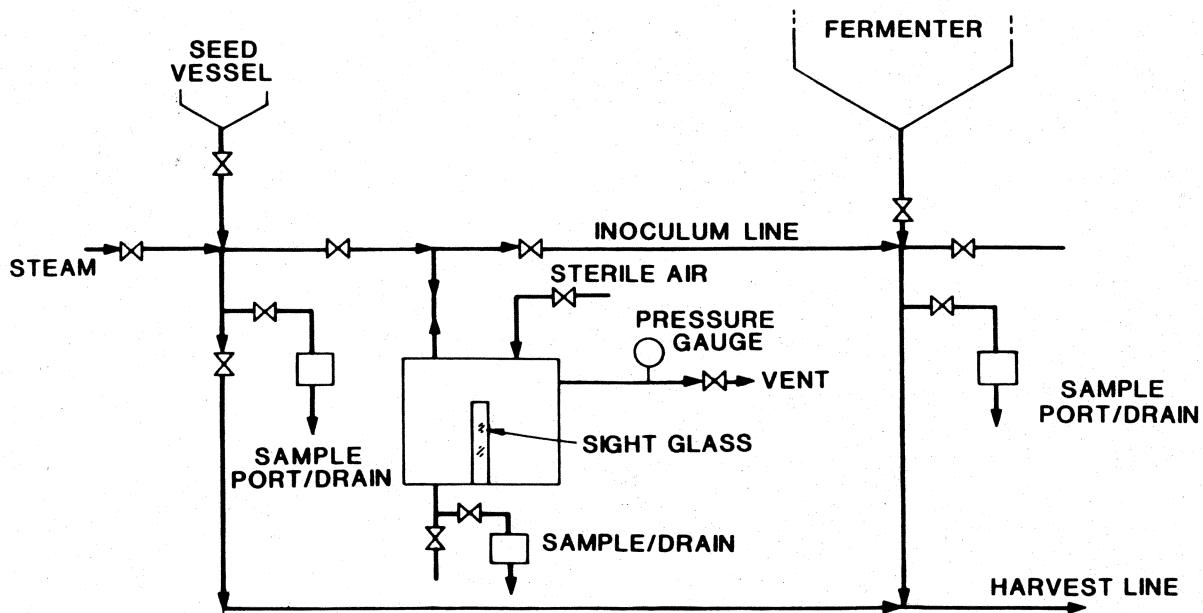 SEED
VESSEL
FERMENTER
STEAM
INOCULUM LINE
STERILE AIR
PRESSURE
GAUGE
VENT
SIGHT GLASS
SAMPLE
PORT/DRAIN
SAMPLE
PORT/DRAIN
SAMPLE/DRAIN
HARVEST LINE